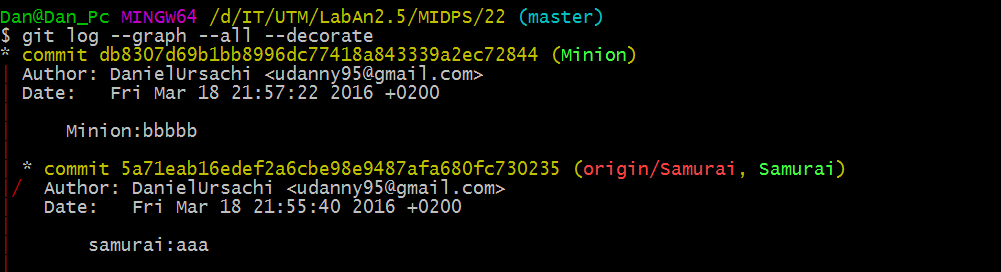 Dan@Dan_Pc MINGW64 /d/IT/UTM/LabAn2.5/MIDPS/22 (master)
$ git log --graph --all --decorate
* commit db8307d69b1bb8996dc77418a843339a2ec72844 (Minion)
| Author: DanielUrsachi <udanny95@gmail.com>
| Date:   Fri Mar 18 21:57:22 2016 +0200
|
|     Minion:bbbbb
|
| * commit 5a71eab16edef2a6cbe98e9487afa680fc730235 (origin/Samurai, Samurai)
|/  Author: DanielUrsachi <udanny95@gmail.com>
|   Date:   Fri Mar 18 21:55:40 2016 +0200
|
|       samurai:aaa
|